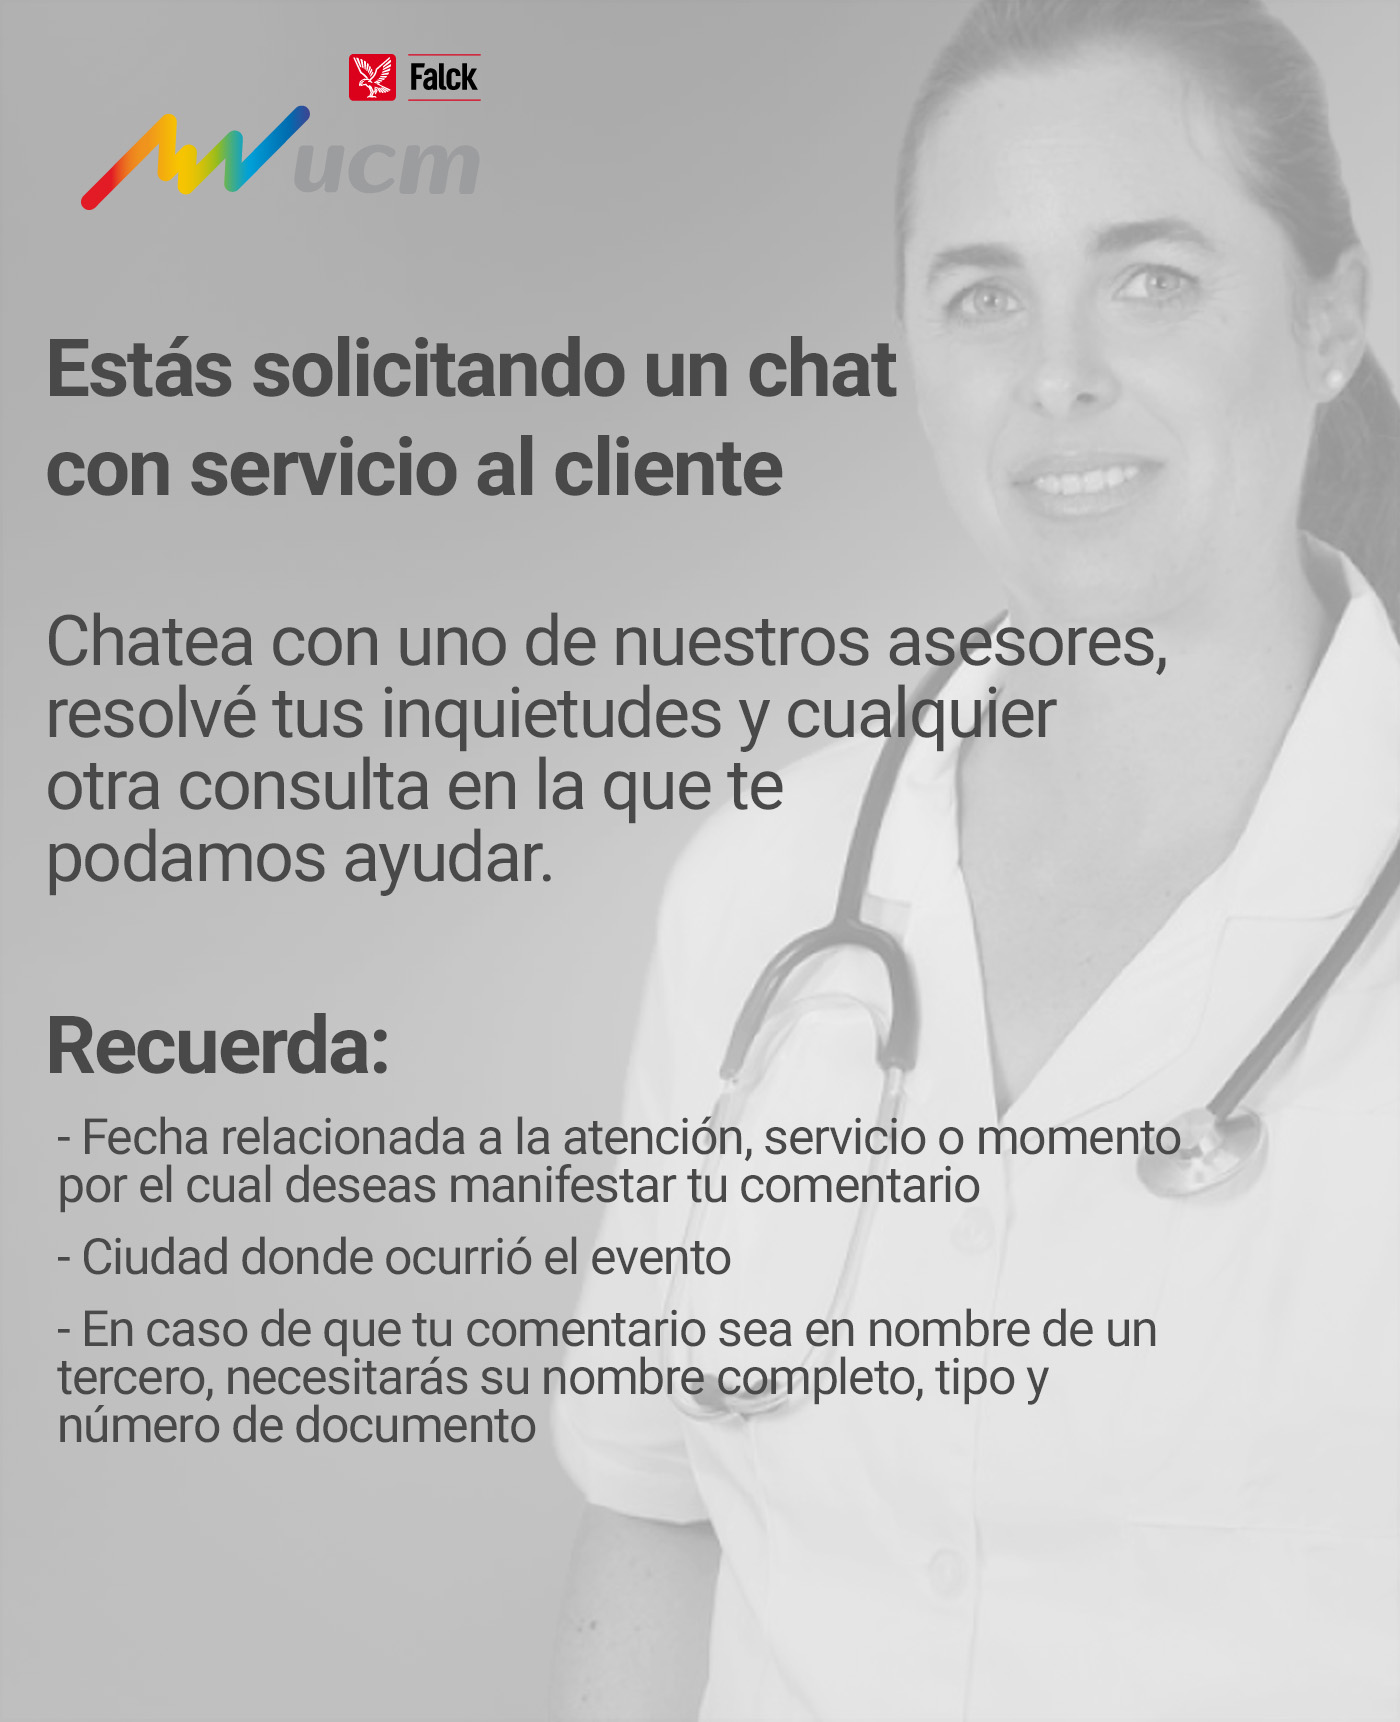 Falck
ucm
Estás solicitando un chat
con servicio al cliente
Chatea con uno de nuestros asesores,
resolvé tus inquietudes y cualquier
otra consulta en la que te
podamos ayudar.
Recuerda:
- Fecha relacionada a la atención, servicio o momento
por el cual deseas manifestar tu comentario
- Ciudad donde ocurrió el evento
- En caso de que tu comentario sea en nombre de un
tercero, necesitarás su nombre completo, tipo y
número de documento